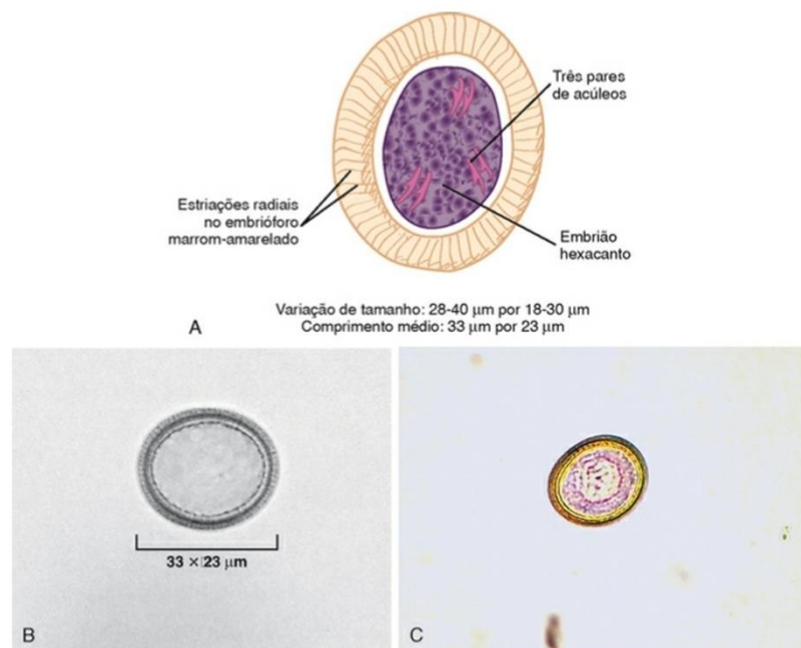 Três pares
de acúleos
Estriações radiais
no embrióforo
marrom-amarelado
Embrião
hexacanto
Variação de tamanho: 28-40 μm por 18-30 μm
Comprimento médio: 33 μm por 23 μm
A
33 × 23 μm
B
C